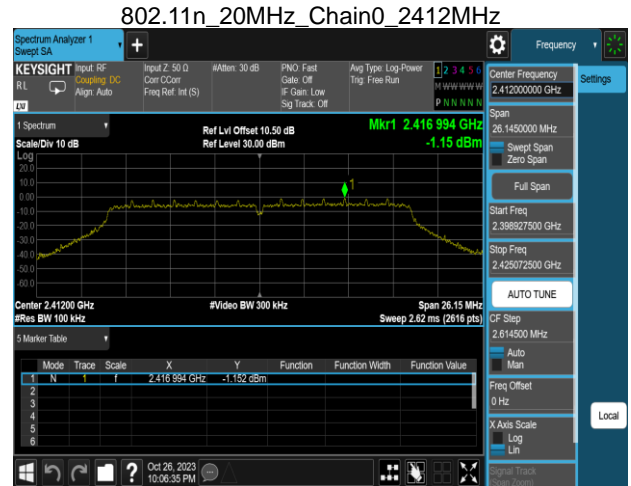 802.11n_20MHz_Chain0_2412MHz
Spectrum Analyzer 1
Swept SA
Frequency
KEYSIGHT Input: RF Input Z: 50 Ω #Atten: 30 dB PNO: Fast Avg Type: Log-Power 1 2 3 4 5 6
RL Coupling: DC Corr CCorr Gate: Off Trig: Free Run M W W W W W
Align: Auto Freq Ref: Int (S) IF Gain: Low
Sig Track: Off P N N N N N
LXI
1 Spectrum
Ref Lvl Offset 10.50 dB Mkr1 2.416 994 GHz
Scale/Div 10 dB Ref Level 30.00 dBm -1.15 dBm
Log
20.0
10.0
0.00
-10.0
-20.0
-30.0
-40.0
-50.0
-60.0
1
Center 2.41200 GHz #Video BW 300 kHz Span 26.15 MHz
#Res BW 100 kHz Sweep 2.62 ms (2616 pts)
5 Marker Table
Mode Trace Scale X Y Function Function Width Function Value
1 N 1 f 2.416 994 GHz -1.152 dBm
2
3
4
5
6
Oct 26, 2023
10:06:35 PM
?
Center Frequency
2.412000000 GHz
Settings
Span
26.1450000 MHz
Swept Span
Zero Span
Full Span
Start Freq
2.398927500 GHz
Stop Freq
2.425072500 GHz
AUTO TUNE
CF Step
2.614500 MHz
Auto
Man
Freq Offset
0 Hz
X Axis Scale
Log
Lin
Local
Signal Track
(Span Zoom)